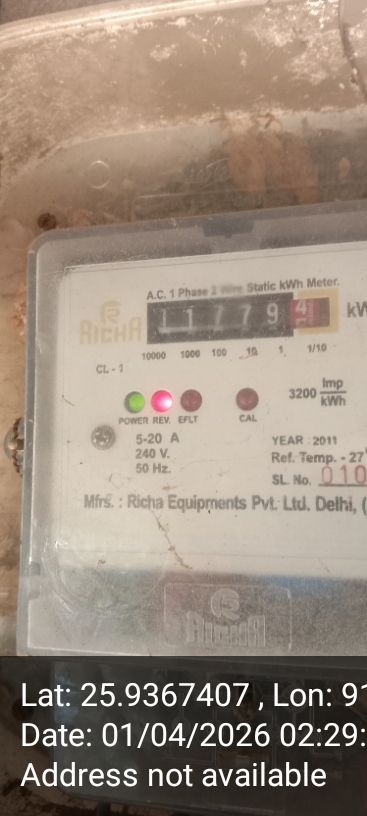 A.C. 1 Phase 2 Wire Static kWh Meter.
RICHA
1 1 7 7 9 4
10000 1000 100 10 1 1/10
CL - 1
3200 Imp/kWh
POWER REV. EFLT CAL
5-20 A
240 V.
50 Hz.
YEARː 2011
Ref. Temp. - 27
SL. No. 010
Mfrs. : Richa Equipments Pvt. Ltd. Delhi, (
RICHA
Lat: 25.9367407 , Lon: 91
Date: 01/04/2026 02:29:
Address not available